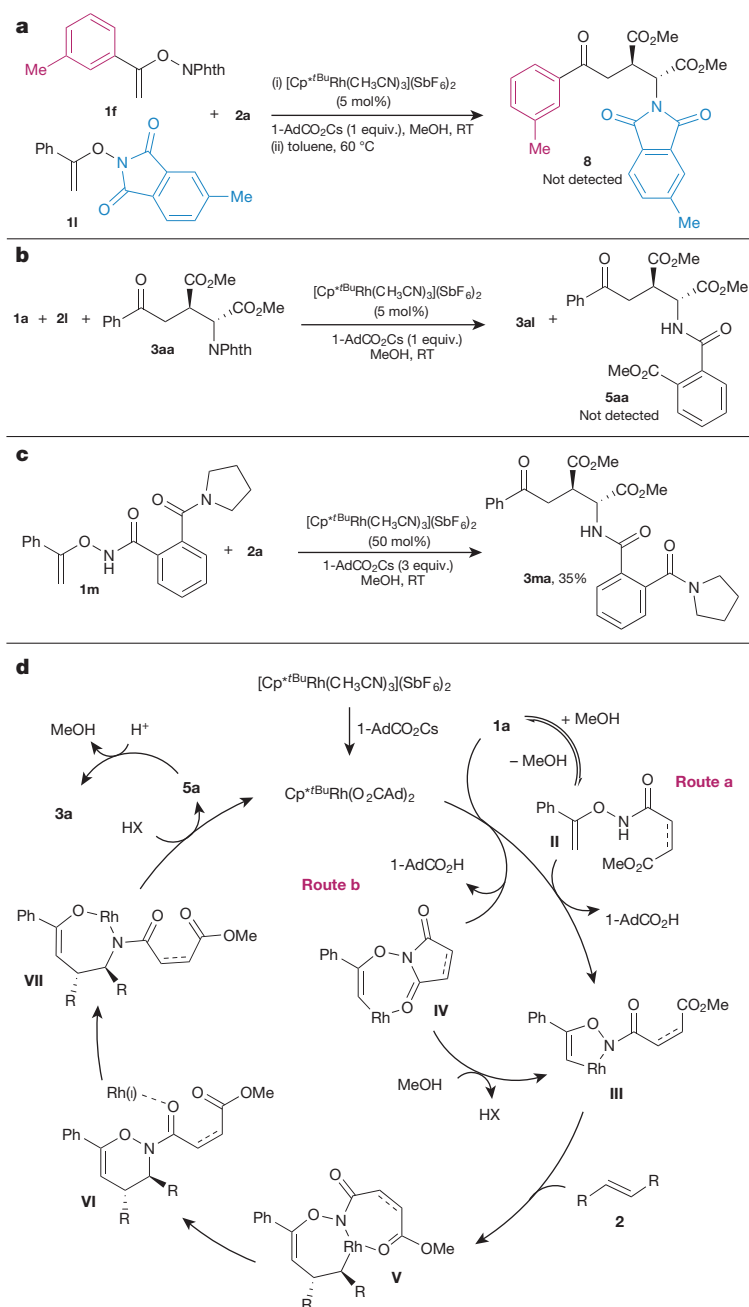 a
Me
O
NPhth
1f
+ 2a
Ph
O
N
O
O
Me
1l
(i) [Cp*tBuRh(CH3CN)3](SbF6)2
(5 mol%)
1-AdCO2Cs (1 equiv.), MeOH, RT
(ii) toluene, 60 °C
O
CO2Me
CO2Me
N
O
O
Me
8
Not detected
Me
b
1a + 2l +
O
CO2Me
CO2Me
Ph
NPhth
3aa
[Cp*tBuRh(CH3CN)3](SbF6)2
(5 mol%)
1-AdCO2Cs (1 equiv.)
MeOH, RT
3al +
O
CO2Me
CO2Me
Ph
HN
O
MeO2C
5aa
Not detected
c
Ph
O
NH
O
O
N
1m
+ 2a
[Cp*tBuRh(CH3CN)3](SbF6)2
(50 mol%)
1-AdCO2Cs (3 equiv.)
MeOH, RT
O
CO2Me
CO2Me
Ph
HN
O
O
N
3ma, 35%
d
[Cp*tBuRh(CH3CN)3](SbF6)2
1-AdCO2Cs
MeOH
H+
1a
+ MeOH
– MeOH
5a
3a
Cp*tBuRh(O2CAd)2
Route a
HX
Ph
O
NH
O
MeO2C
II
Route b
1-AdCO2H
1-AdCO2H
Ph
O
Rh
N
O
O
OMe
R
R
VII
Ph
O
N
O
O
Rh
IV
Ph
O
N
O
CO2Me
Rh
III
MeOH
HX
Rh(I)
O
O
OMe
Ph
O
N
R
R
VI
R
R
2
Ph
O
N
O
Rh
O
OMe
R
R
V